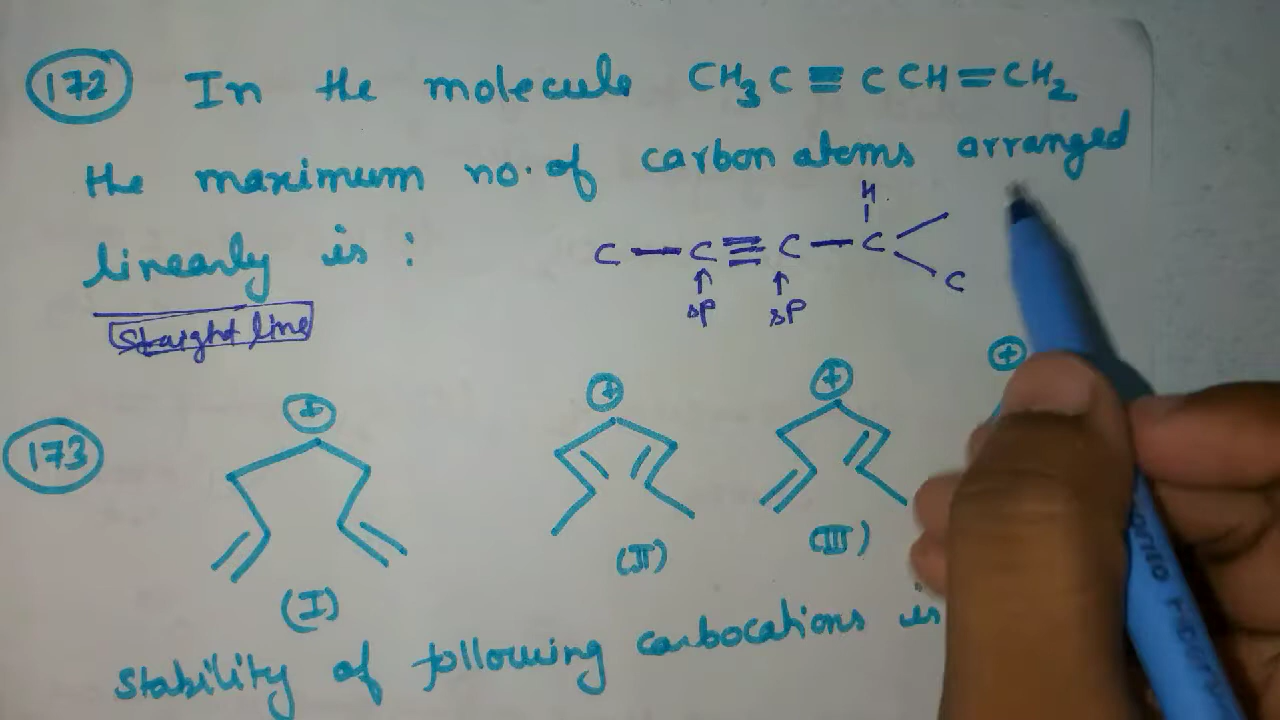 172 In the molecule CH₃C≡CCH=CH₂
the maximum no. of carbon atoms arranged
linearly is :
H
C — C ≡ C — C
C
sp sp
Straight line
173
(I) (II) (III)
stability of following carbocations is